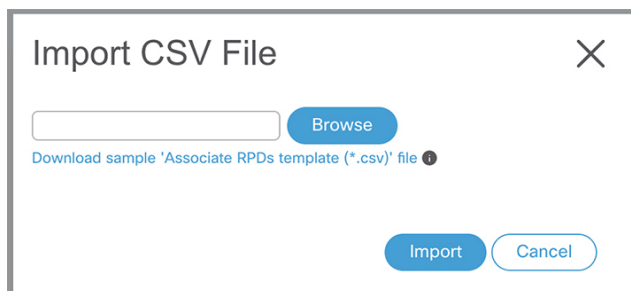 Import CSV File
Browse
Download sample 'Associate RPDs template (*.csv)' file
Import
Cancel